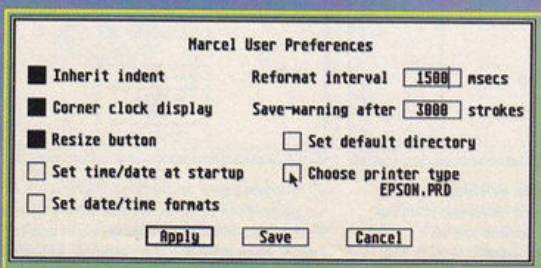 Marcel User Preferences
Inherit indent
Reformat interval 1500 msecs
Corner clock display
Save-warning after 3000 strokes
Resize button
Set default directory
Set time/date at startup
Choose printer type
EPSON.PRD
Set date/time formats
Apply Save Cancel